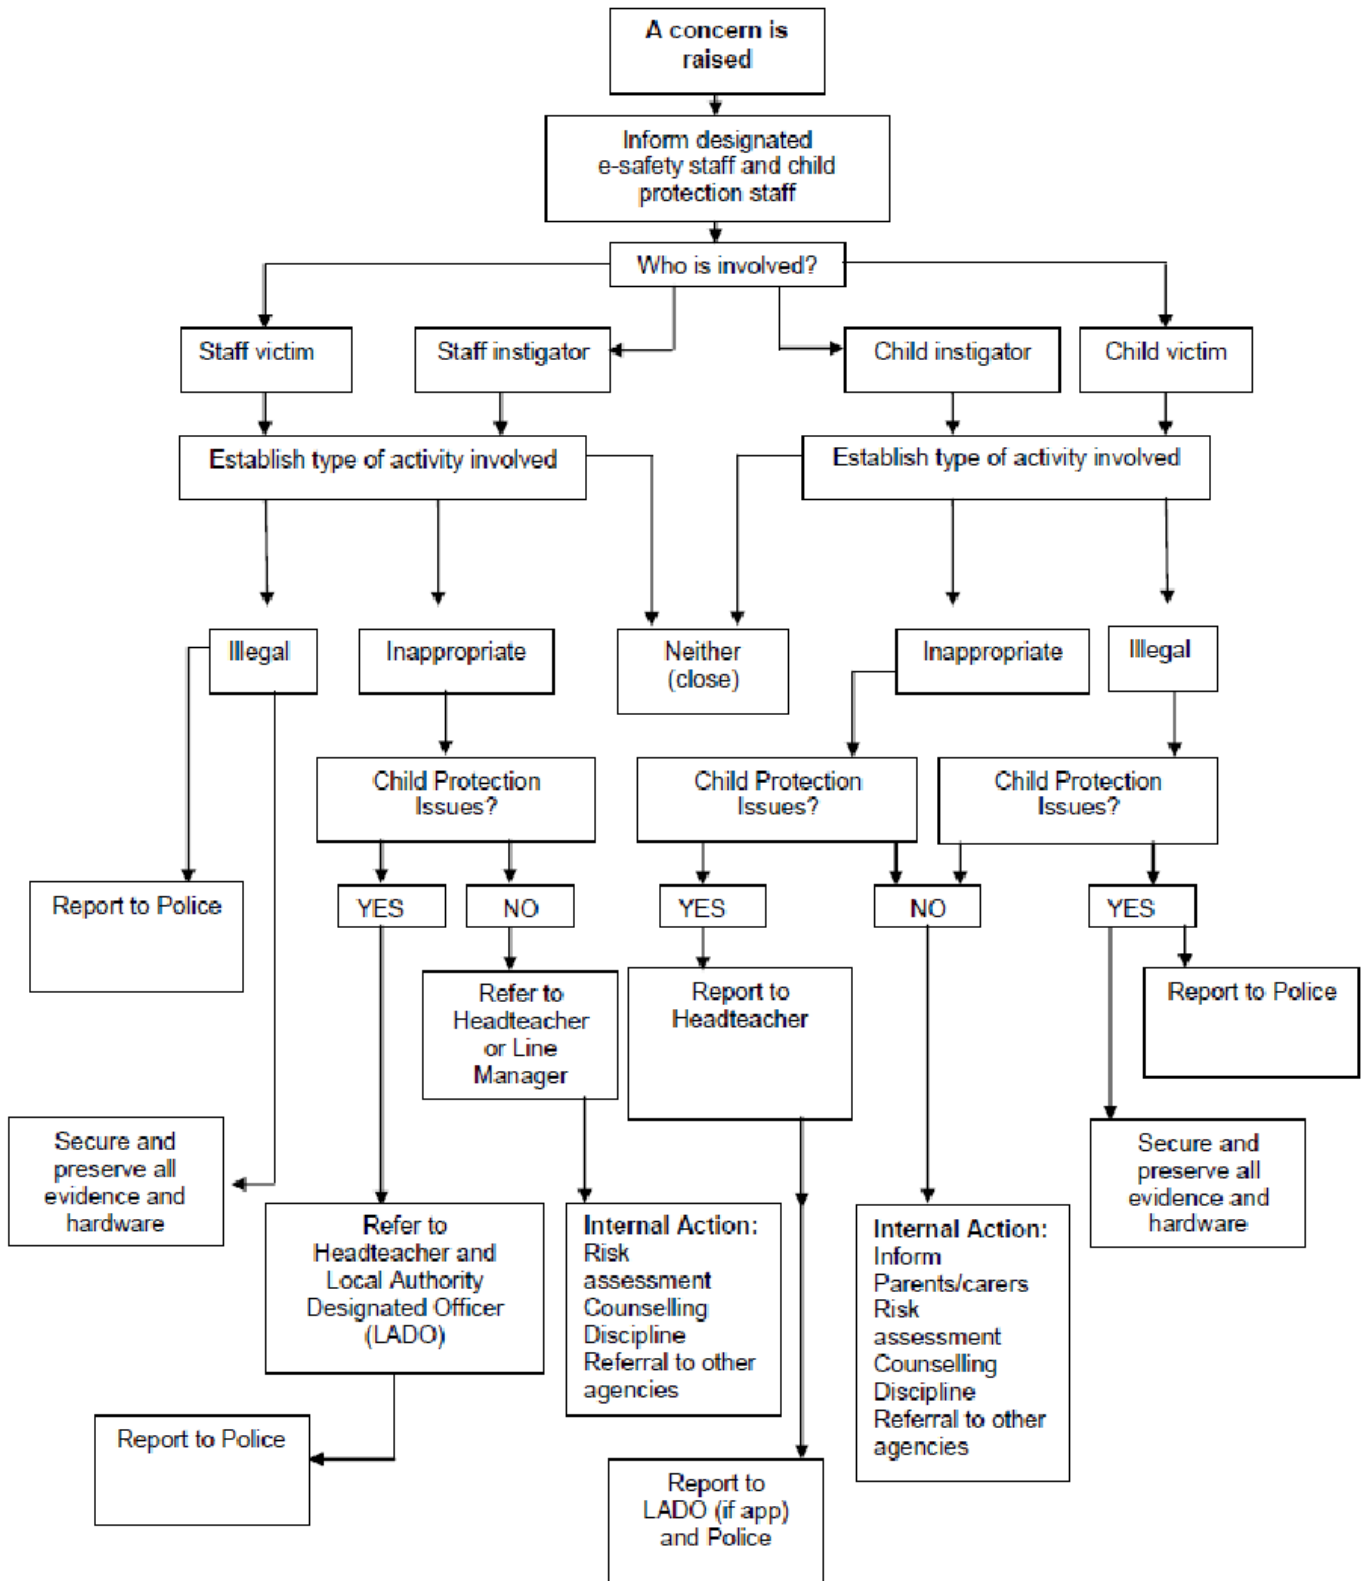 A concern is
raised
Inform designated
e-safety staff and child
protection staff
Who is involved?
Staff victim
Staff instigator
Child instigator
Child victim
Establish type of activity involved
Establish type of activity involved
Illegal
Inappropriate
Neither
(close)
Inappropriate
Illegal
Child Protection
Issues?
Child Protection
Issues?
Child Protection
Issues?
Report to Police
YES
NO
YES
NO
YES
Refer to
Headteacher
or Line
Manager
Report to
Headteacher
Report to Police
Secure and
preserve all
evidence and
hardware
Secure and
preserve all
evidence and
hardware
Refer to
Headteacher and
Local Authority
Designated Officer
(LADO)
Internal Action:
Risk
assessment
Counselling
Discipline
Referral to other
agencies
Internal Action:
Inform
Parents/carers
Risk
assessment
Counselling
Discipline
Referral to other
agencies
Report to Police
Report to
LADO (if app)
and Police